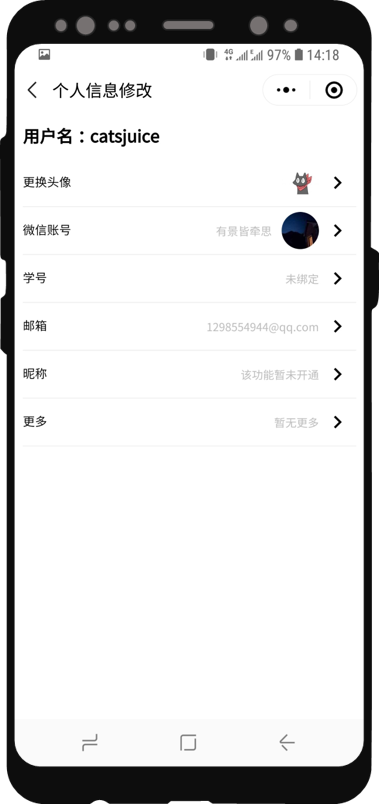 4G E 97% 14:18
个人信息修改
用户名：catsjuice
更换头像
微信账号 有景皆牵思
学号 未绑定
邮箱 1298554944@qq.com
昵称 该功能暂未开通
更多 暂无更多